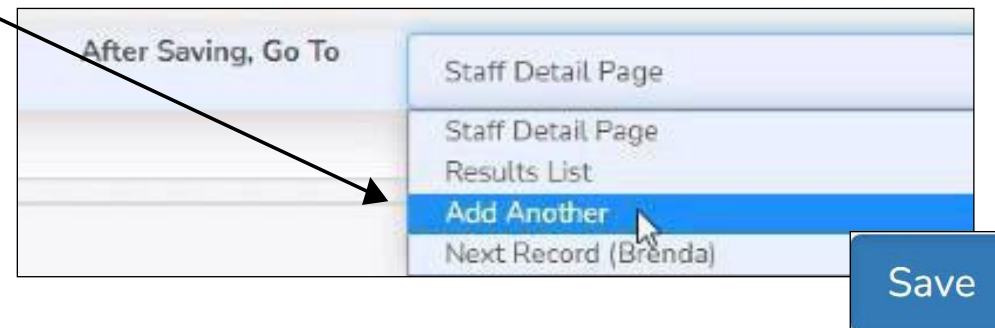 After Saving, Go To
Staff Detail Page
Staff Detail Page
Results List
Add Another
Next Record (Brenda)
Save